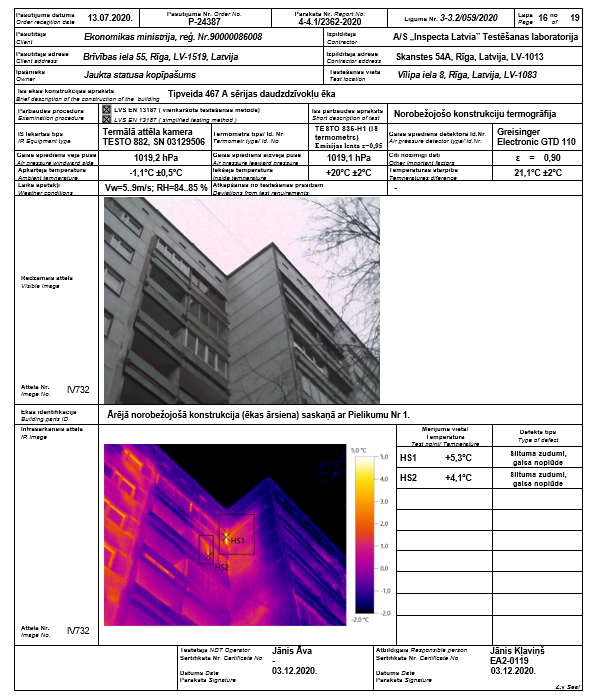 Pasūtījuma datums 13.07.2020. Pasūtījuma Nr. Order No. P-24387 Pārskata Nr. Report No. 4-4.1/2362-2020 Līguma Nr. 3-3.2/059/2020 Lapa 16 no 19
Order reception date Page of
Pasūtītājs Ekonomikas ministrija, reģ. Nr.90000086008 Izpildītājs A/S „Inspecta Latvia” Testēšanas laboratorija
Client Contractor
Pasūtītāja adrese Brīvības iela 55, Rīga, LV-1519, Latvija Izpildītāja adrese Skanstes 54A, Rīga, Latvija, LV-1013
Client address Contractor address
Īpašnieks Jaukta statusa kopīpašums Testēšanas vieta Vilipa iela 8, Rīga, Latvija, LV-1083
Owner Test location
Īss ēkas konstrukcijas apraksts Tipveida 467 A sērijas daudzdzīvokļu ēka
Brief description of the construction of the building
Pārbaudes procedūra LVS EN 13187 ( vienkāršota testēšanas metode) Īss pārbaudes apraksts Norobežojošo konstrukciju termogrāfija
Examination procedure LVS EN 13187 ( simplified testing method ) Short description of test
IS iekārtas tips Termālā attēla kamera Termometra tips/ Id. Nr. TESTO 835-H1 (IS termometrs) Gaisa spiediena detektors Id.Nr. Greisinger
IR Equipment type TESTO 882, SN 03129506 Termometr type/ Id. No Emisijas lenta ε=0,95 Air pressure detector type/ Id.Nr. Electronic GTD 110
Gaisa spiediens vēja pusē 1019,2 hPa Gaisa spiediens aizvēja pusē 1019,1 hPa Citi nozīmīgi dati ε = 0,90
Air pressure windward side Air pressure leeward pressure Other important factors
Apkārtējā temperatūra -1,1°C ±0,5°C Iekšējā temperatūra +20°C ±2°C Temperatūras starpība 21,1°C ±2°C
Ambient temperature Inside temperature Temperatures diference
Laika apstākļi Vw=5..9m/s; RH=84..85 % Atkāpšanās no testēšanas prasībām -
Weather conditions Deviations from test requirements
Redzamais attēls
Visible Image
Attēla Nr. IV732
Image No.
Ēkas identifikācija Ārējā norobežojošā konstrukcija (ēkas ārsiena) saskaņā ar Pielikumu Nr 1.
Building parts ID
Infrasarkanais attēls
IR Image
Mērījuma vieta/ Temperatūra Defekta tips
Test point/ Temperature Type of defect
HS1 +5,3°C Siltuma zudumi, gaisa noplūde
HS2 +4,1°C Siltuma zudumi, gaisa noplūde
5,0 °C
5,0
4,0
3,0
2,0
1,0
0,0
-1,0
-2,0
-2,0 °C
HS1
HS2
Attēla Nr. IV732
Image No.
Testētājs NDT Operator Jānis Āva Atbildīgais Responsible person Jānis Kļaviņš
Sertifikāta Nr. Certificate No - Sertifikāta Nr. Certificate No. EA2-0119
Datums Date 03.12.2020. Datums Date 03.12.2020.
Paraksts Signature Paraksts Signature
Z.v. Seal